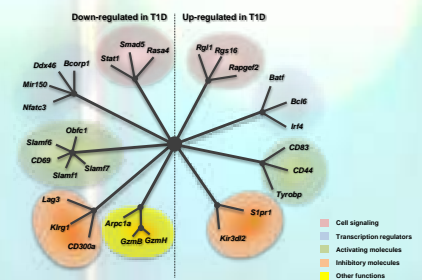 Down-regulated in T1D
Up-regulated in T1D
Smad5
Rasa4
Stat1
Rgl1
Rgs16
Rapgef2
Ddx46
Bcorp1
Mir150
Nfatc3
Batf
Bcl6
Irf4
Obfc1
Slamf6
CD69
Slamf1
Slamf7
CD83
CD44
Tyrobp
Lag3
Klrg1
CD300a
Arpc1a
GzmB
GzmH
S1pr1
Kir3dl2
Cell signaling
Transcription regulators
Activating molecules
Inhibitory molecules
Other functions